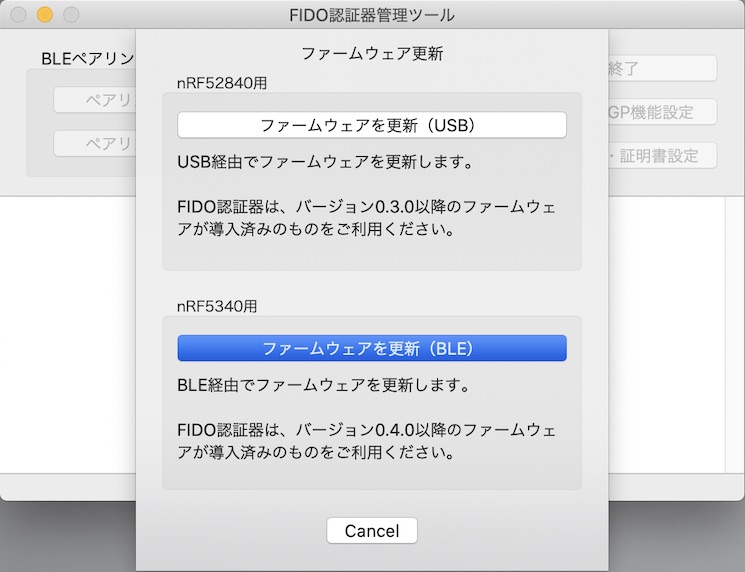 FIDO認証器管理ツール
ファームウェア更新
BLEペアリン
ペアリ
ペアリ
終了
GP機能設定
・証明書設定
nRF52840用
ファームウェアを更新（USB）
USB経由でファームウェアを更新します。
FIDO認証器は、バージョン0.3.0以降のファームウェ
アが導入済みのものをご利用ください。
nRF5340用
ファームウェアを更新（BLE）
BLE経由でファームウェアを更新します。
FIDO認証器は、バージョン0.4.0以降のファームウェ
アが導入済みのものをご利用ください。
Cancel